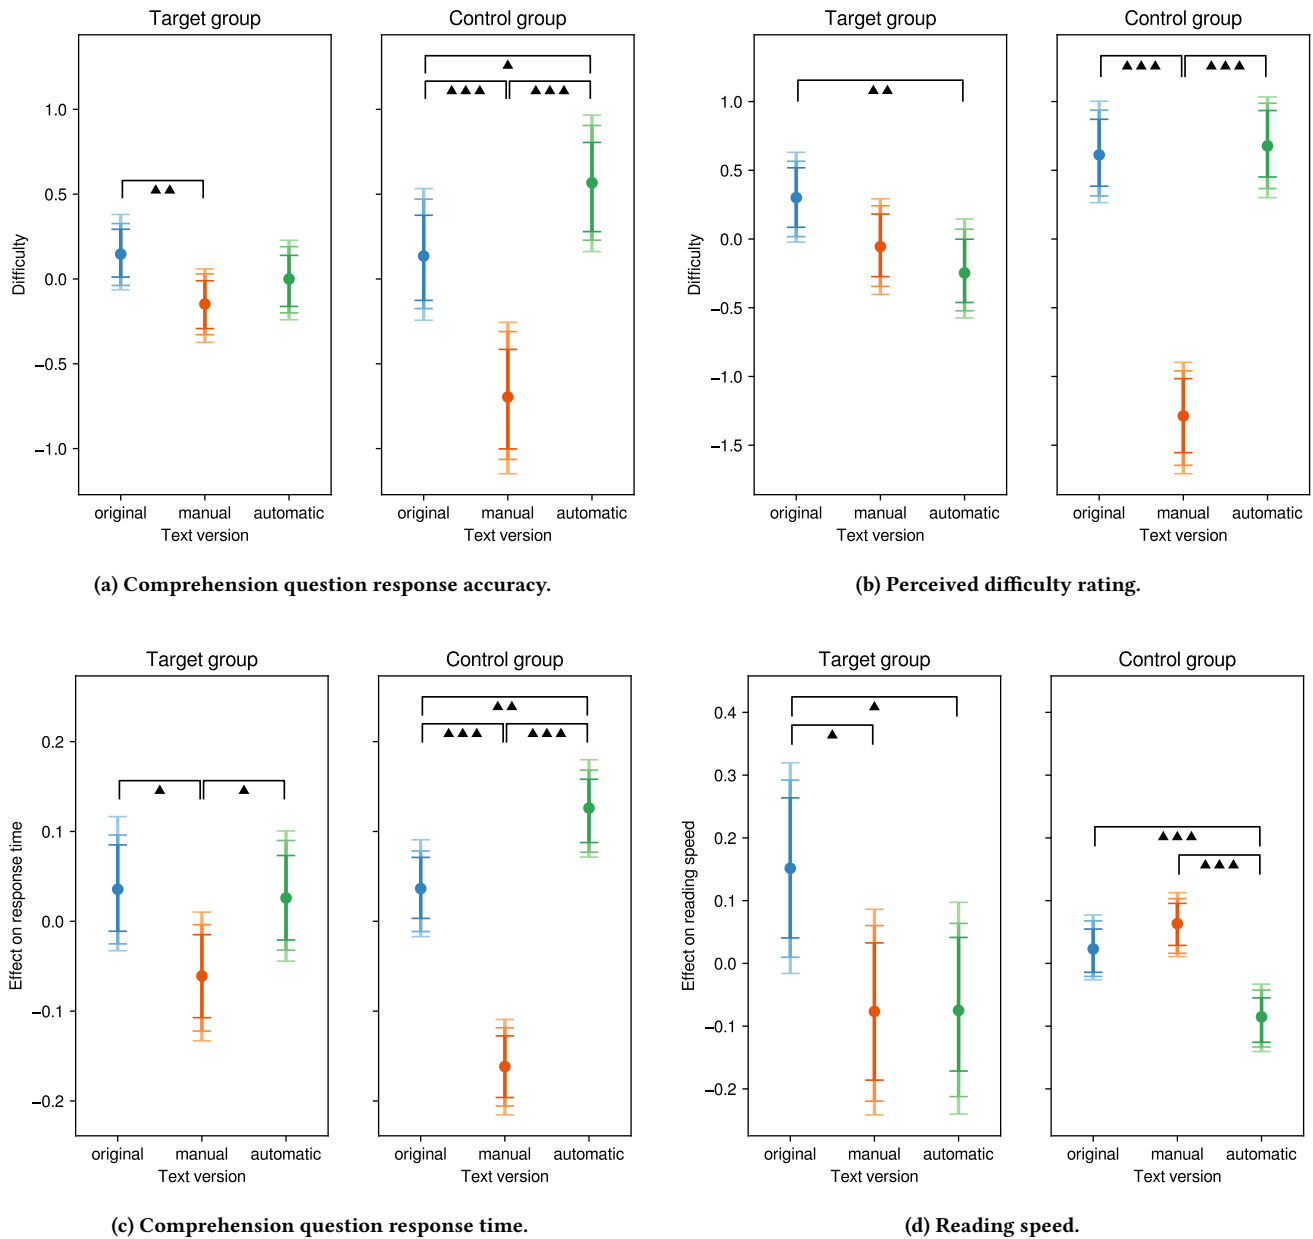 Target group
Control group
Difficulty
1.0
0.5
0.0
−0.5
−1.0
▲▲
▲
▲▲▲ ▲▲▲
original manual automatic
original manual automatic
Text version
Text version
(a) Comprehension question response accuracy.
Target group
Control group
Difficulty
1.0
0.5
0.0
−0.5
−1.0
−1.5
▲▲
▲▲▲ ▲▲▲
original manual automatic
original manual automatic
Text version
Text version
(b) Perceived difficulty rating.
Target group
Control group
Effect on response time
0.2
0.1
0.0
−0.1
−0.2
▲ ▲
▲▲
▲▲▲ ▲▲▲
original manual automatic
original manual automatic
Text version
Text version
(c) Comprehension question response time.
Target group
Control group
Effect on reading speed
0.4
0.3
0.2
0.1
0.0
−0.1
−0.2
▲
▲
▲▲▲
▲▲▲
original manual automatic
original manual automatic
Text version
Text version
(d) Reading speed.